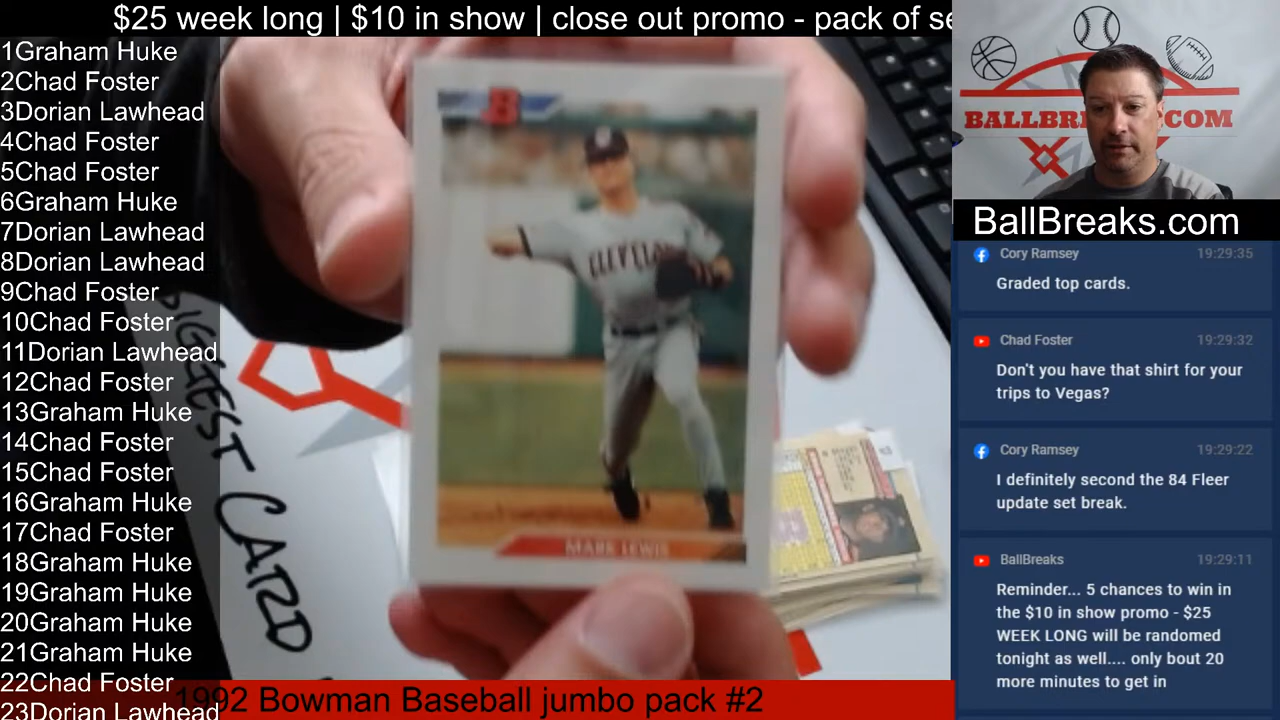 $25 week long | $10 in show | close out promo - pack of se
1Graham Huke
2Chad Foster
3Dorian Lawhead
4Chad Foster
5Chad Foster
6Graham Huke
7Dorian Lawhead
8Dorian Lawhead
9Chad Foster
10Chad Foster
11Dorian Lawhead
12Chad Foster
13Graham Huke
14Chad Foster
15Chad Foster
16Graham Huke
17Chad Foster
18Graham Huke
19Graham Huke
20Graham Huke
21Graham Huke
22Chad Foster
23Dorian Lawhead
B
CLEVELAND
MARK LEWIS
BIGGEST CARD
1992 Bowman Baseball jumbo pack #2
BALLBREAKS.COM
BallBreaks.com
Cory Ramsey 19:29:35
Graded top cards.
Chad Foster 19:29:32
Don't you have that shirt for your
trips to Vegas?
Cory Ramsey 19:29:22
I definitely second the 84 Fleer
update set break.
BallBreaks 19:29:11
Reminder... 5 chances to win in
the $10 in show promo - $25
WEEK LONG will be randomed
tonight as well.... only bout 20
more minutes to get in